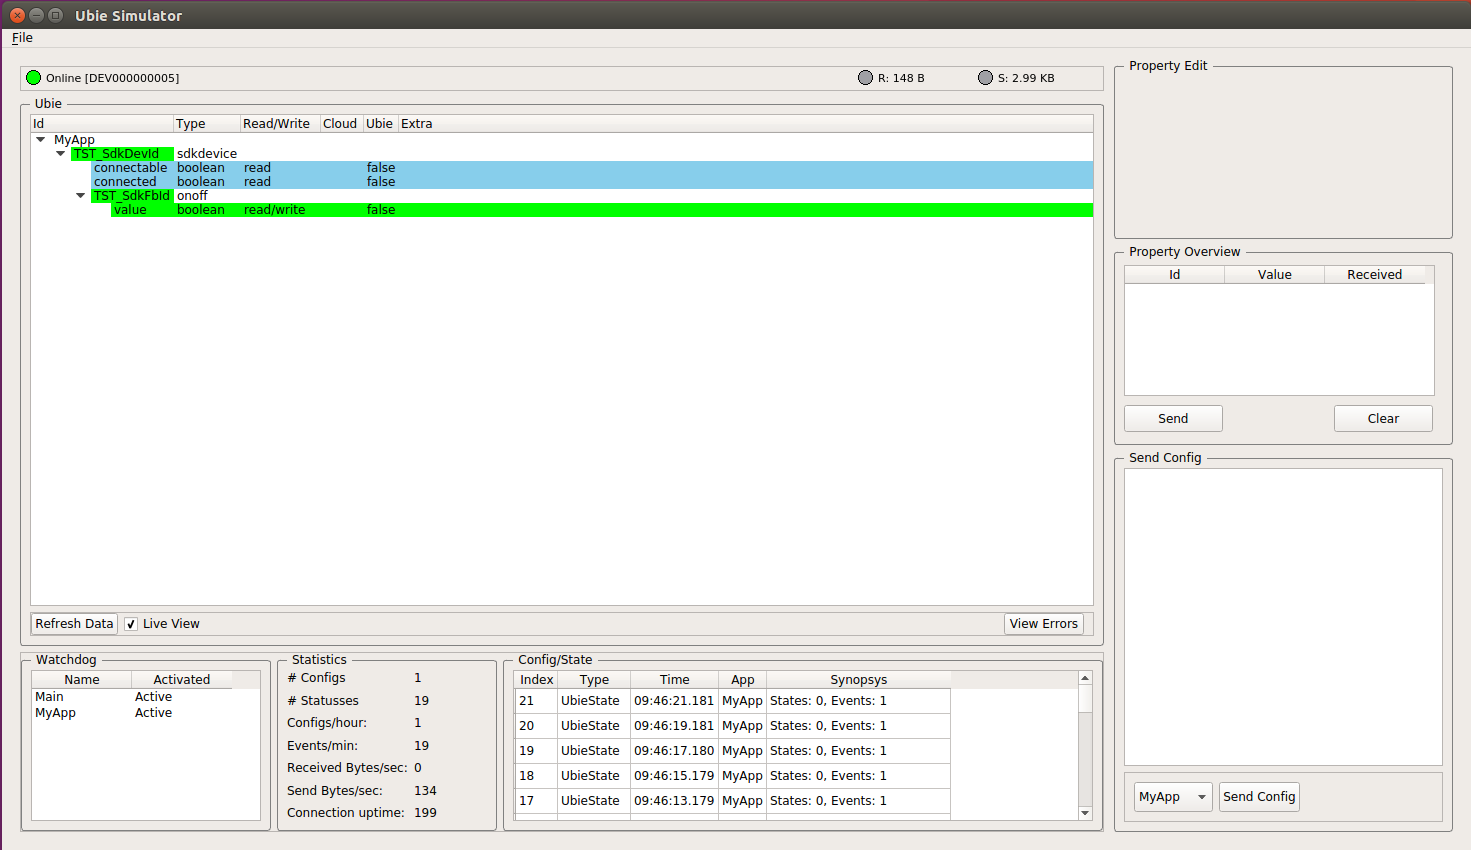 Ubie Simulator
File
Online [DEV000000005] R: 148 B S: 2.99 KB
Ubie
Id Type Read/Write Cloud Ubie Extra
MyApp
TST_SdkDevId sdkdevice
connectable boolean read false
connected boolean read false
TST_SdkFbId onoff
value boolean read/write false
Refresh Data Live View View Errors
Watchdog
Name Activated
Main Active
MyApp Active
Statistics
# Configs 1
# Statusses 19
Configs/hour: 1
Events/min: 19
Received Bytes/sec: 0
Send Bytes/sec: 134
Connection uptime: 199
Config/State
Index Type Time App Synopsys
21 UbieState 09:46:21.181 MyApp States: 0, Events: 1
20 UbieState 09:46:19.181 MyApp States: 0, Events: 1
19 UbieState 09:46:17.180 MyApp States: 0, Events: 1
18 UbieState 09:46:15.179 MyApp States: 0, Events: 1
17 UbieState 09:46:13.179 MyApp States: 0, Events: 1
Property Edit
Property Overview
Id Value Received
Send Clear
Send Config
MyApp Send Config